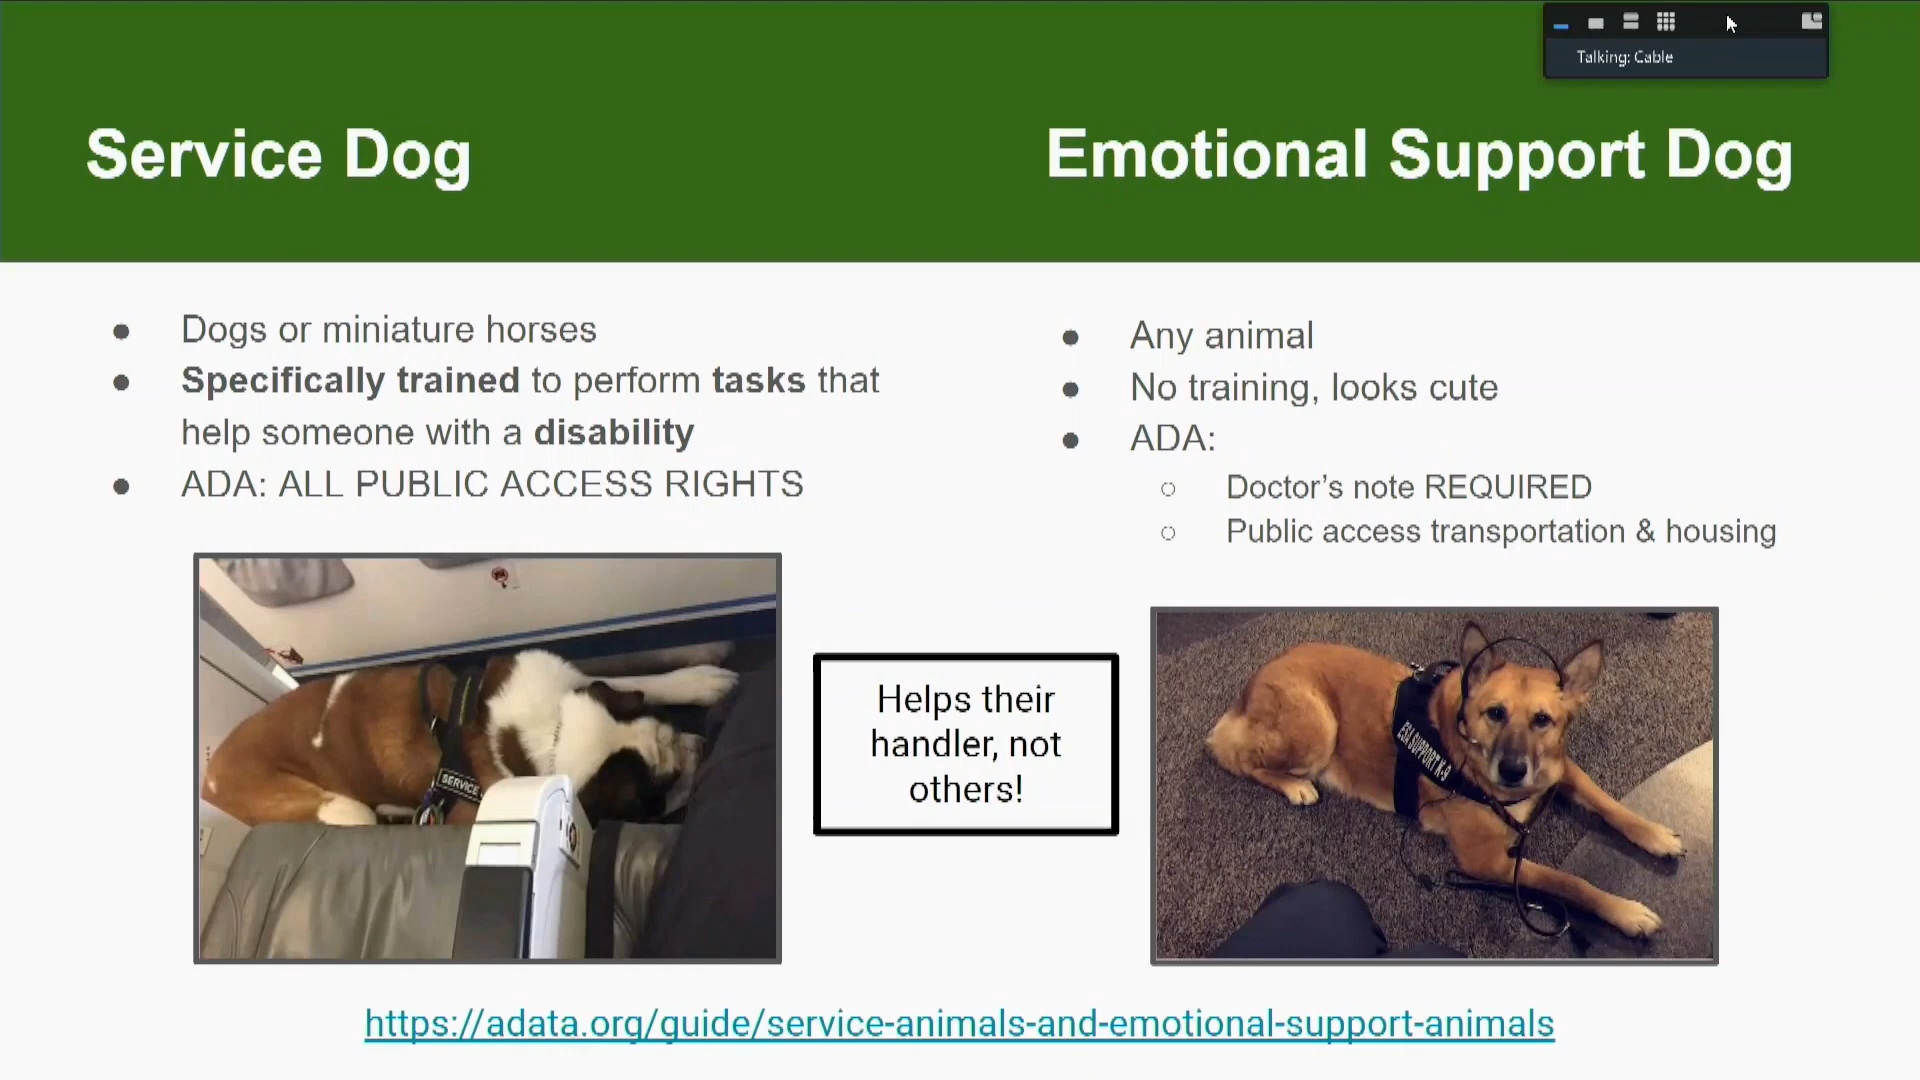 Talking: Cable
Service Dog
Emotional Support Dog
● Dogs or miniature horses
● Specifically trained to perform tasks that
help someone with a disability
● ADA: ALL PUBLIC ACCESS RIGHTS
● Any animal
● No training, looks cute
● ADA:
○ Doctor’s note REQUIRED
○ Public access transportation & housing
SERVICE
Helps their
handler, not
others!
ESA SUPPORT K-9
https://adata.org/guide/service-animals-and-emotional-support-animals